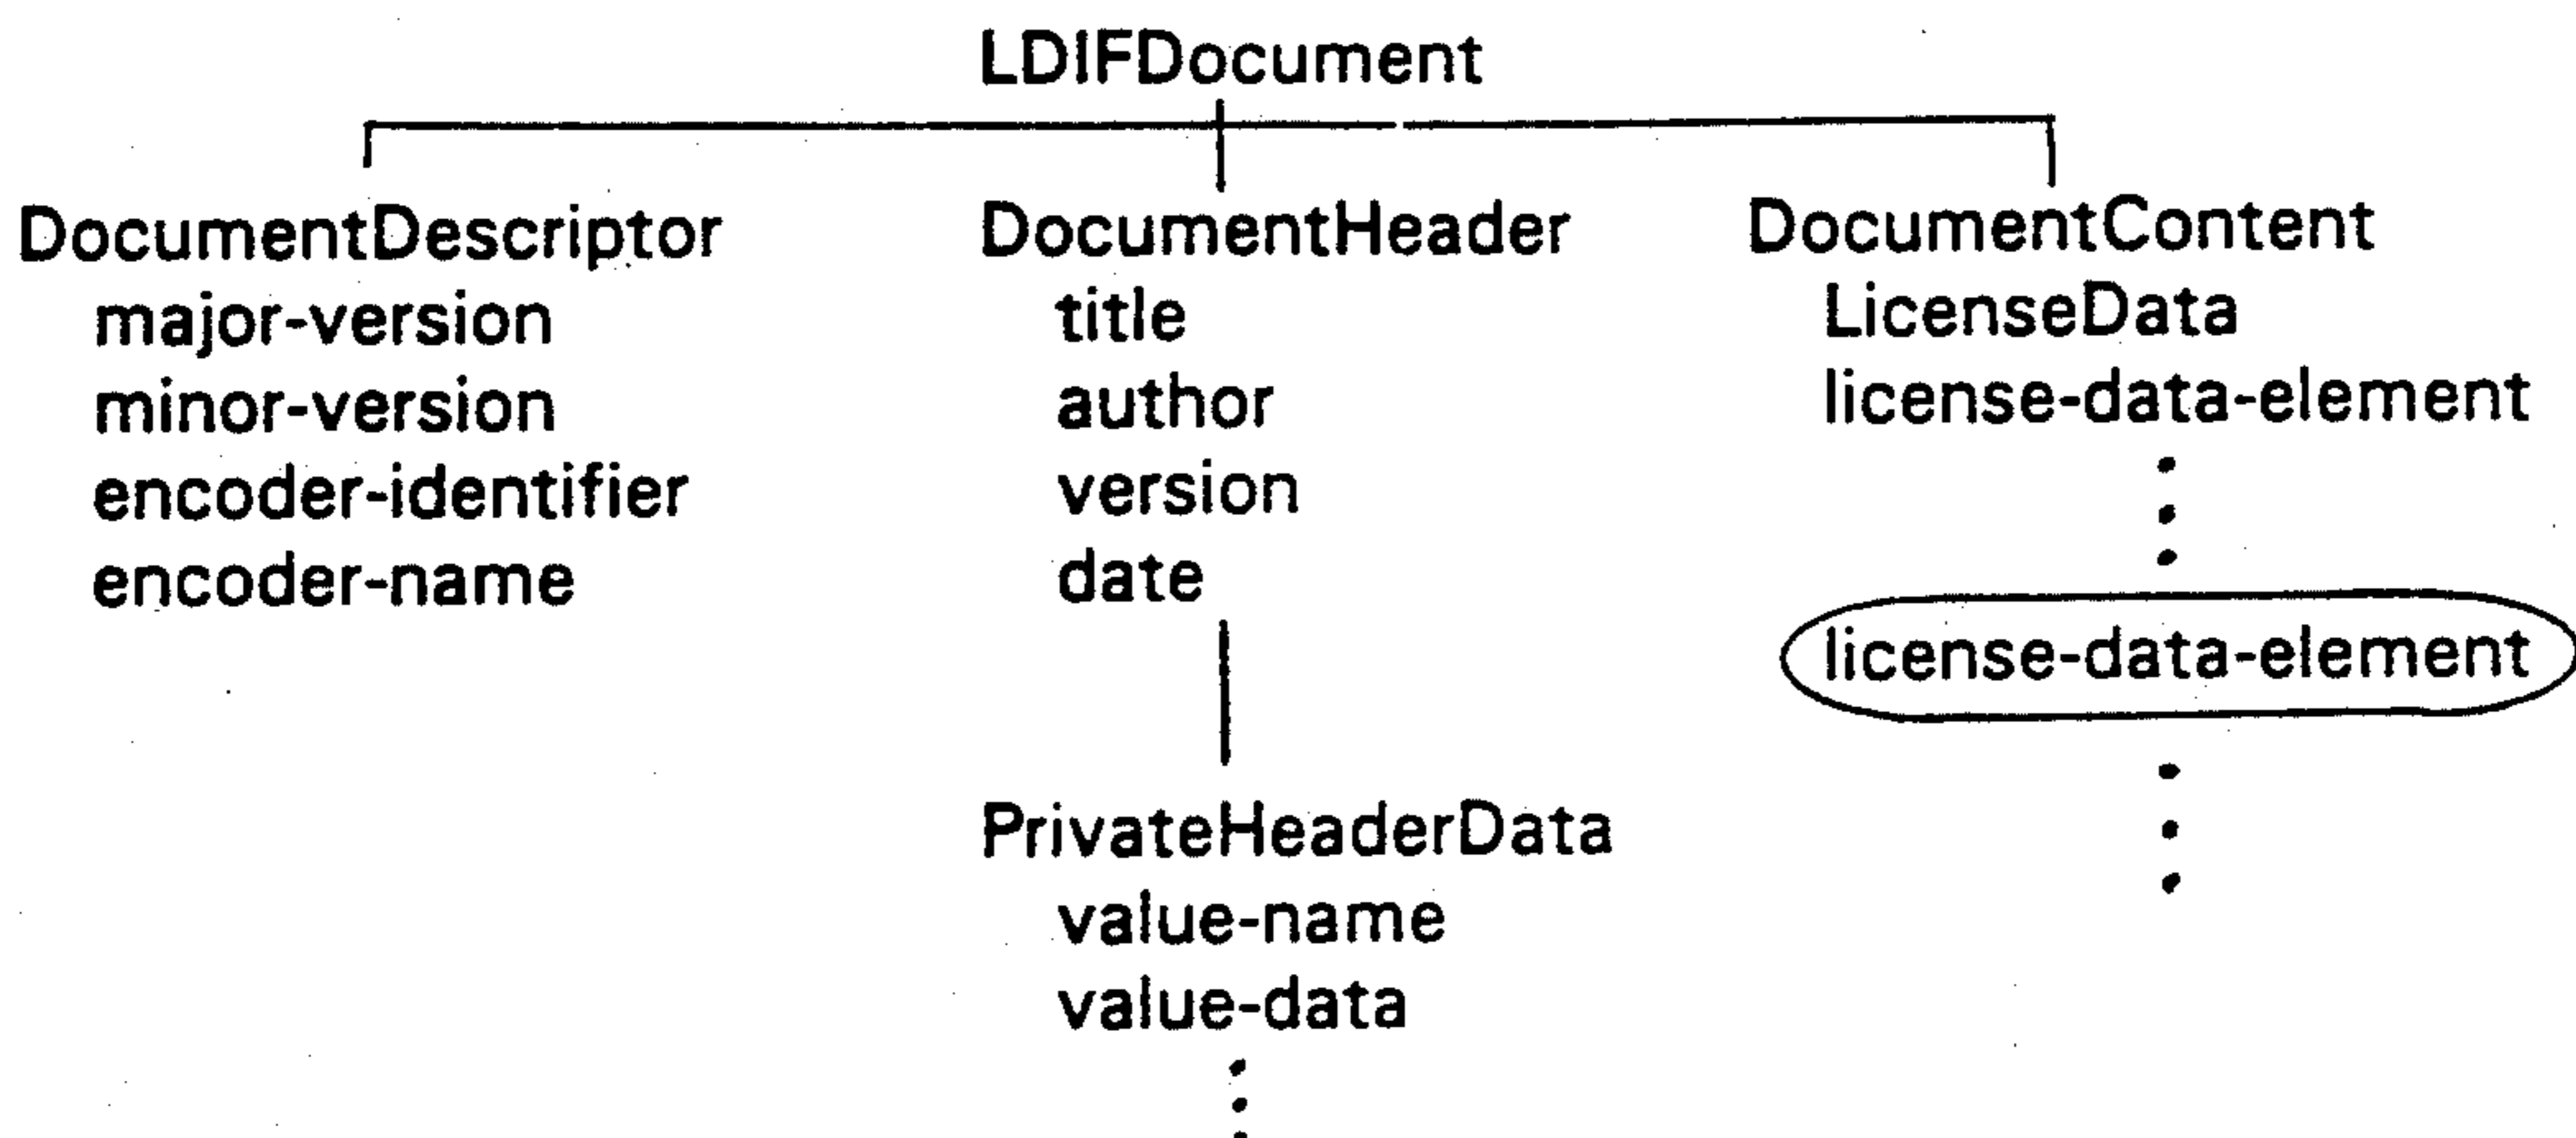 LDIFDocument
DocumentDescriptor
major-version
minor-version
encoder-identifier
encoder-name
DocumentHeader
title
author
version
date
PrivateHeaderData
value-name
value-data
DocumentContent
LicenseData
license-data-element
license-data-element